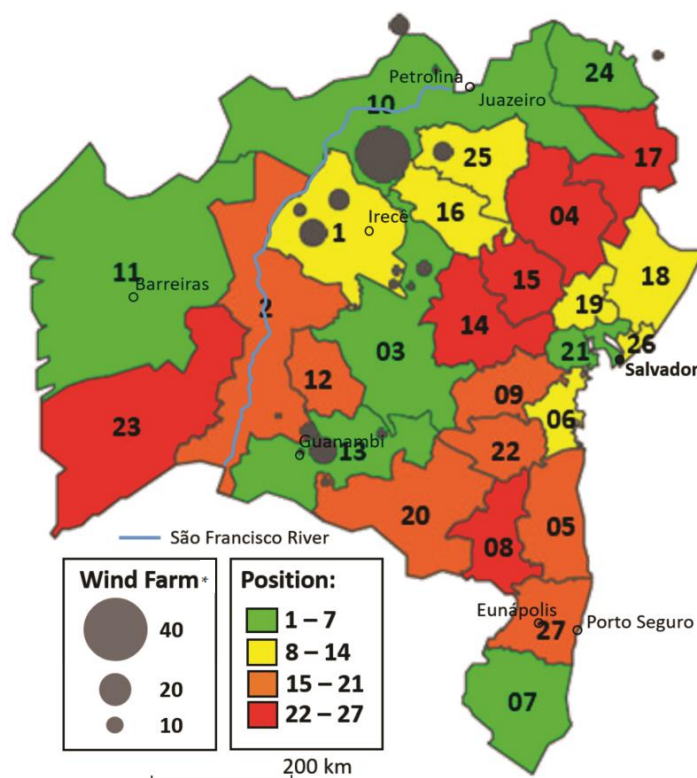 24
Petrolina
10
Juazeiro
17
25
16
04
Irecê
1
11
Barreiras
18
15
19
2
14
03
21
26
Salvador
12
09
06
23
Guanambi
13
22
20
05
08
São Francisco River
Wind Farm*
40
20
10
Position:
1 – 7
8 – 14
15 – 21
22 – 27
Eunápolis
27
Porto Seguro
07
200 km